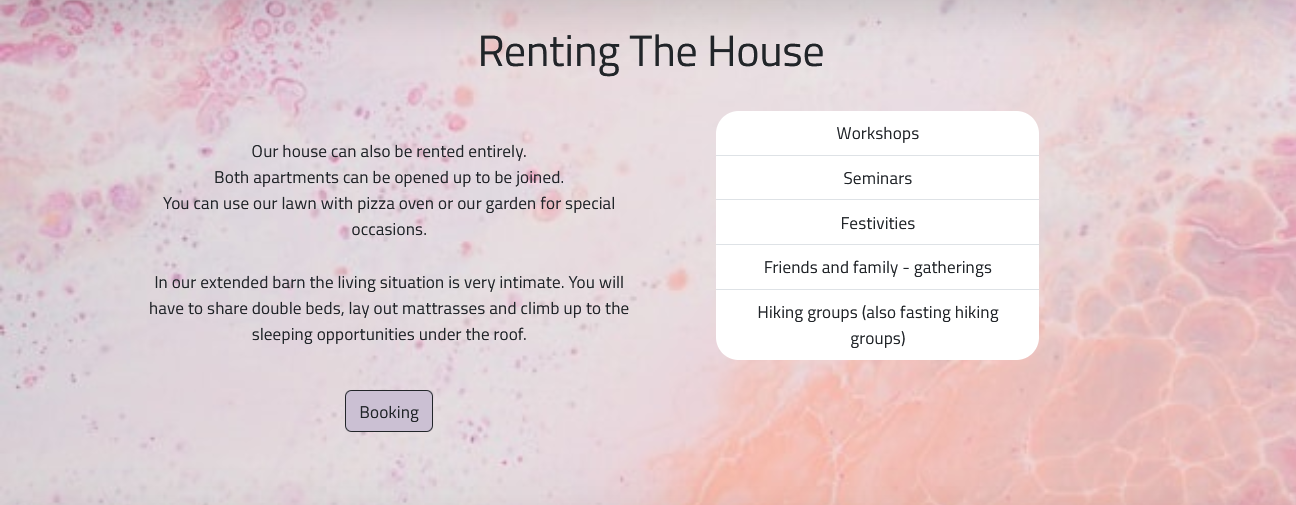 Renting The House
Our house can also be rented entirely.
Both apartments can be opened up to be joined.
You can use our lawn with pizza oven or our garden for special
occasions.
In our extended barn the living situation is very intimate. You will
have to share double beds, lay out mattrasses and climb up to the
sleeping opportunities under the roof.
Booking
Workshops
Seminars
Festivities
Friends and family - gatherings
Hiking groups (also fasting hiking
groups)